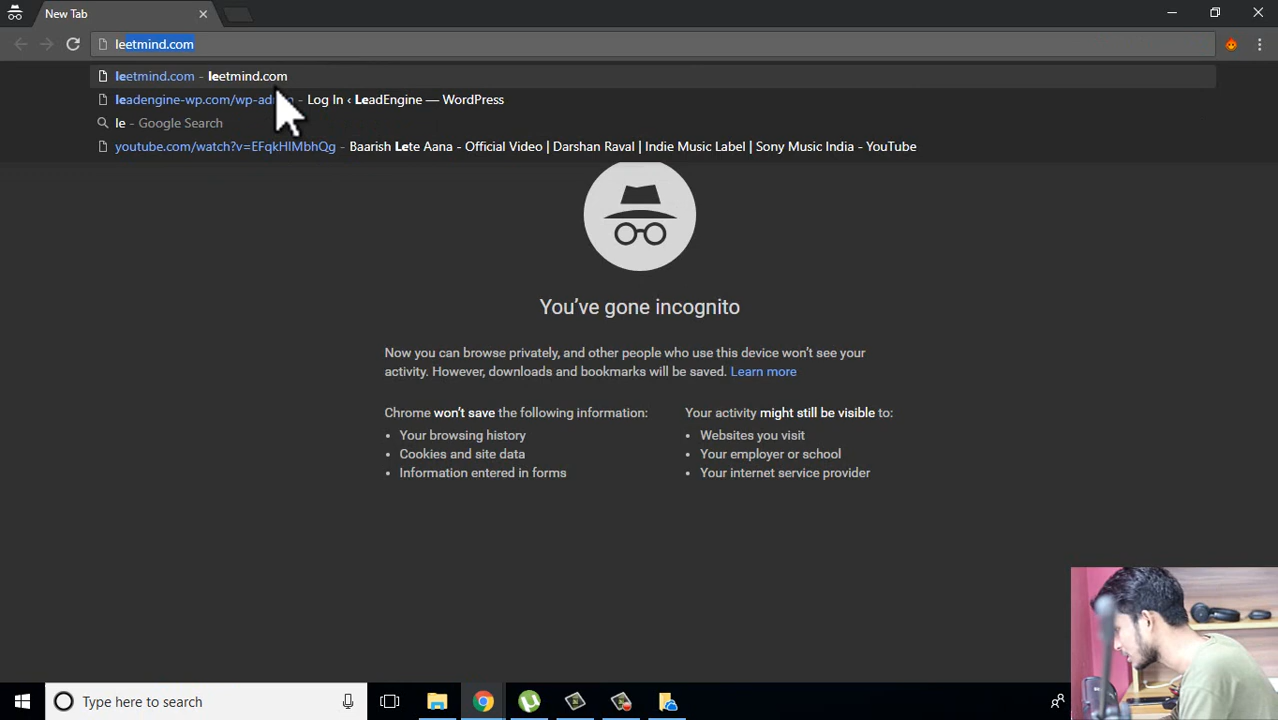 New Tab
leetmind.com
leetmind.com - leetmind.com
leadengine-wp.com/wp-ad - Log In ‹ LeadEngine — WordPress
le - Google Search
youtube.com/watch?v=EFqkHIMbhQg - Baarish Lete Aana - Official Video | Darshan Raval | Indie Music Label | Sony Music India - YouTube
You've gone incognito
Now you can browse privately, and other people who use this device won't see your
activity. However, downloads and bookmarks will be saved. Learn more
Chrome won't save the following information:
• Your browsing history
• Cookies and site data
• Information entered in forms
Your activity might still be visible to:
• Websites you visit
• Your employer or school
• Your internet service provider
Type here to search